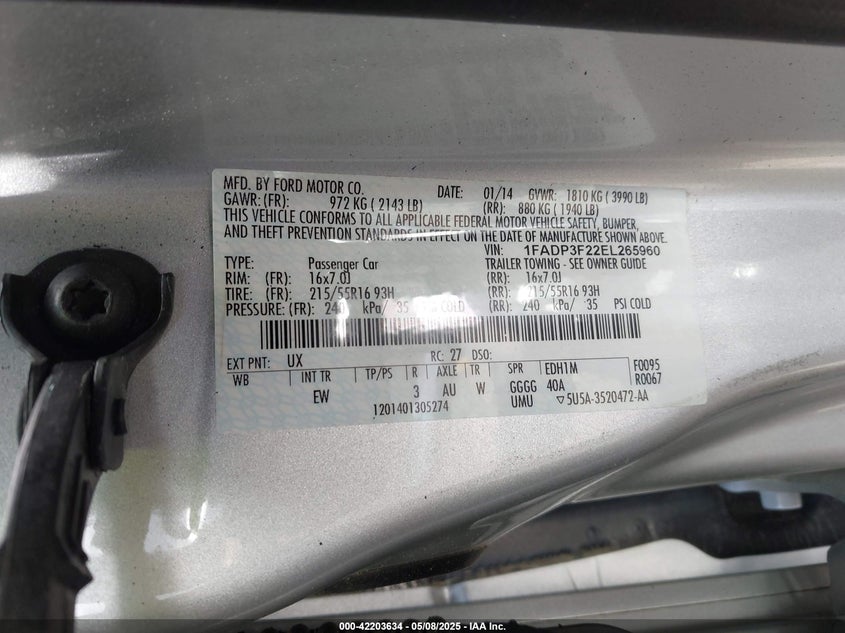 MFD. BY FORD MOTOR CO. DATE: 01/14 GVWR: 1810 KG ( 3990 LB)
GAWR: (FR): 972 KG ( 2143 LB) (RR): 880 KG ( 1940 LB)
THIS VEHICLE CONFORMS TO ALL APPLICABLE FEDERAL MOTOR VEHICLE SAFETY, BUMPER,
AND THEFT PREVENTION STANDARDS IN EFFECT ON THE DATE OF MANUFACTURE SHOWN ABOVE.
VIN: 1FADP3F22EL265960
TYPE: Passenger Car TRAILER TOWING - SEE OWNER GUIDE
RIM: (FR): 16x7.0J (RR): 16x7.0J
TIRE: (FR): 215/55R16 93H (RR): 215/55R16 93H
PRESSURE: (FR): 240 kPa/ 35 PSI COLD (RR): 240 kPa/ 35 PSI COLD
EXT PNT: UX RC: 27 DSO:
WB INT TR TP/PS R AXLE TR SPR EDH1M F0095
EW 3 AU W GGGG 40A R0067
1201401305274 UMU ▽5U5A-3520472-AA
000-42203634 - 05/08/2025 - IAA Inc.